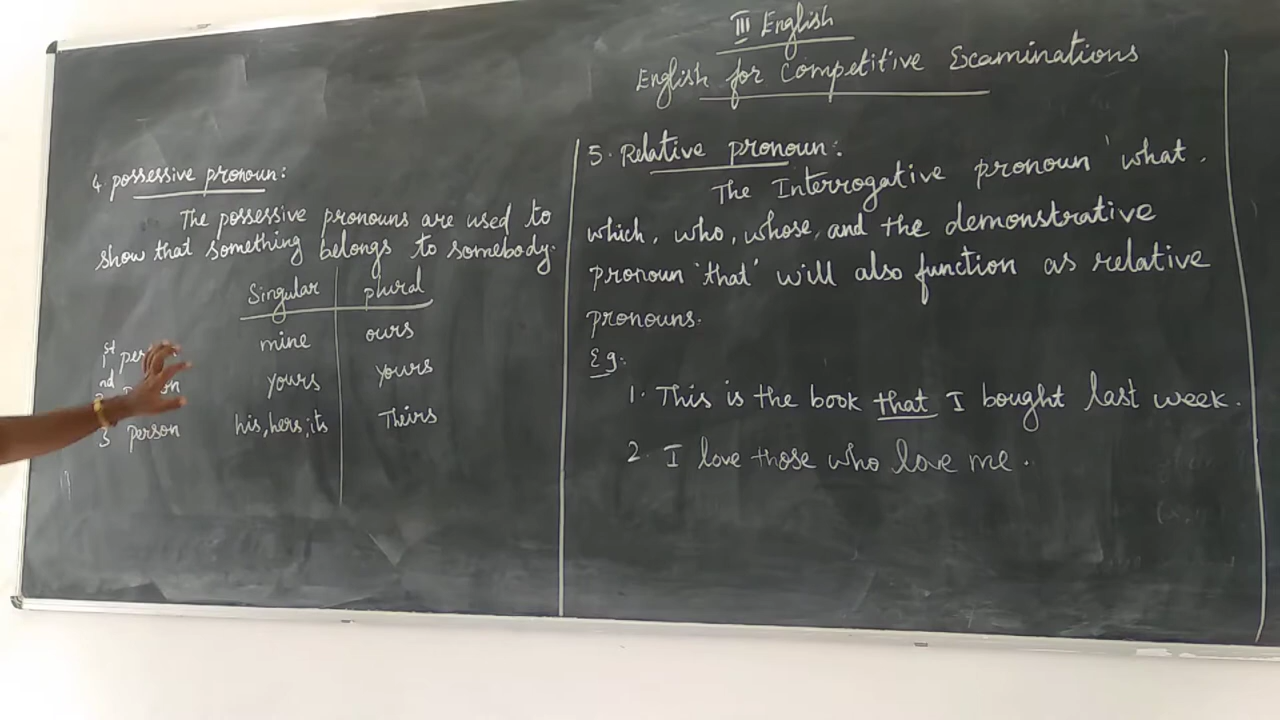 III English
English for Competitive Examinations
4. possessive pronoun:
The possessive pronouns are used to
show that something belongs to somebody.
Singular plural
1st mine ours
nd yours yours
3 person his, hers, its Theirs
5. Relative pronoun:
The Interrogative pronoun 'what,
which, who, whose, and the demonstrative
pronoun 'that' will also function as relative
pronouns.
Eg:
1. This is the book that I bought last week.
2. I love those who love me.